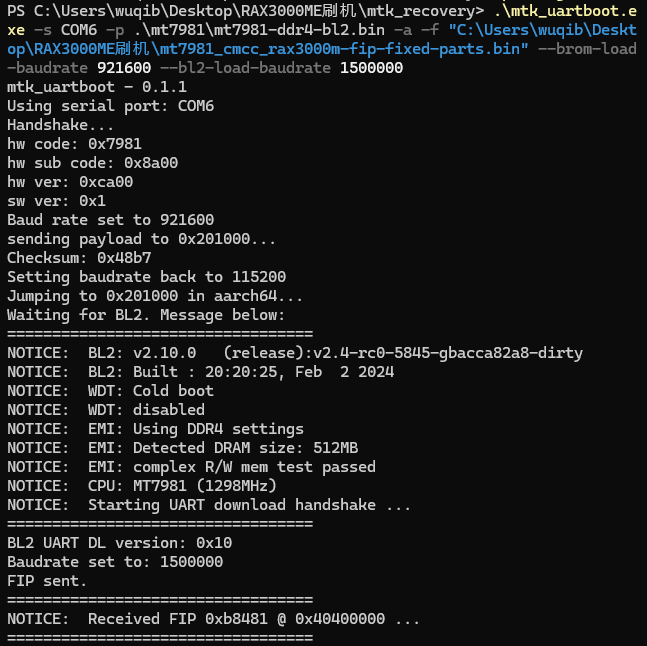 PS C:\Users\wuqib\Desktop\RAX3000ME刷机\mtk_recovery> .\mtk_uartboot.e
xe -s COM6 -p .\mt7981\mt7981-ddr4-bl2.bin -a -f "C:\Users\wuqib\Deskt
op\RAX3000ME刷机\mt7981_cmcc_rax3000m-fip-fixed-parts.bin" --brom-load
-baudrate 921600 --bl2-load-baudrate 1500000
mtk_uartboot - 0.1.1
Using serial port: COM6
Handshake...
hw code: 0x7981
hw sub code: 0x8a00
hw ver: 0xca00
sw ver: 0x1
Baud rate set to 921600
sending payload to 0x201000...
Checksum: 0x48b7
Setting baudrate back to 115200
Jumping to 0x201000 in aarch64...
Waiting for BL2. Message below:
==================================
NOTICE:  BL2: v2.10.0   (release):v2.4-rc0-5845-gbacca82a8-dirty
NOTICE:  BL2: Built : 20:20:25, Feb  2 2024
NOTICE:  WDT: Cold boot
NOTICE:  WDT: disabled
NOTICE:  EMI: Using DDR4 settings
NOTICE:  EMI: Detected DRAM size: 512MB
NOTICE:  EMI: complex R/W mem test passed
NOTICE:  CPU: MT7981 (1298MHz)
NOTICE:  Starting UART download handshake ...
==================================
BL2 UART DL version: 0x10
Baudrate set to: 1500000
FIP sent.
==================================
NOTICE:  Received FIP 0xb8481 @ 0x40400000 ...
==================================